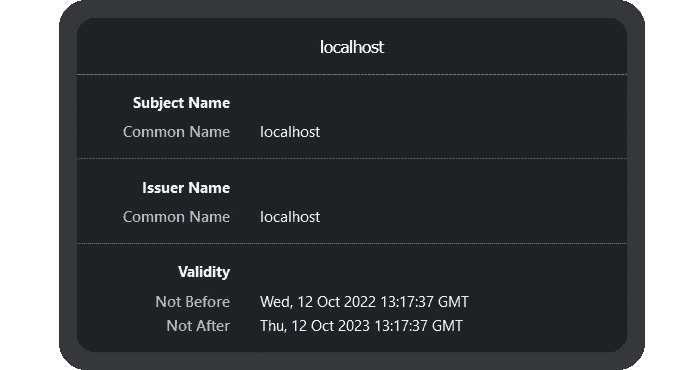 localhost
Subject Name
Common Name localhost
Issuer Name
Common Name localhost
Validity
Not Before Wed, 12 Oct 2022 13:17:37 GMT
Not After Thu, 12 Oct 2023 13:17:37 GMT